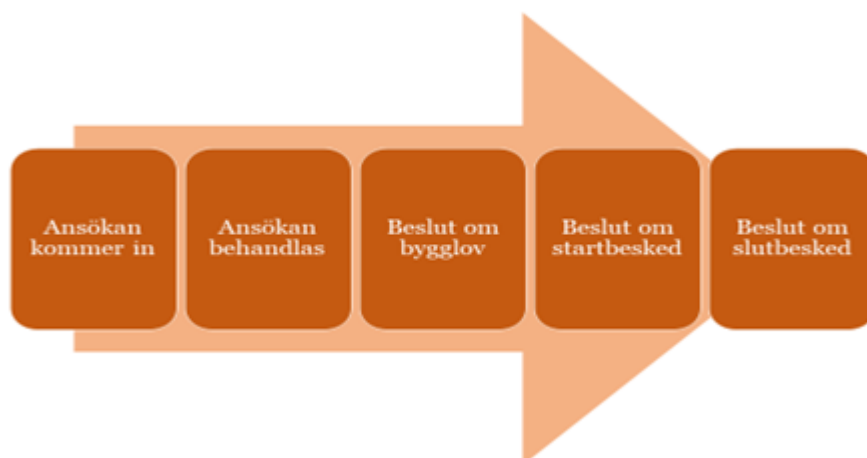 Ansökan
kommer in
Ansökan
behandlas
Beslut om
bygglov
Beslut om
startbesked
Beslut om
slutbesked